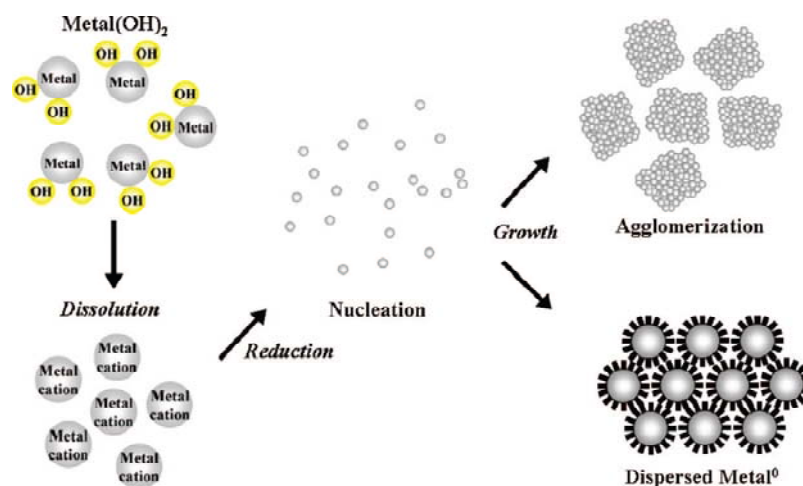 Metal(OH)₂
OH
OH
Metal
Metal
OH
OH
OH
OH
Metal
Metal
Metal
OH
OH
OH
OH
Dissolution
Metal
cation
Metal
cation
Metal
cation
Metal
cation
Metal
cation
Metal
cation
Reduction
Nucleation
Growth
Agglomerization
Dispersed Metal⁰